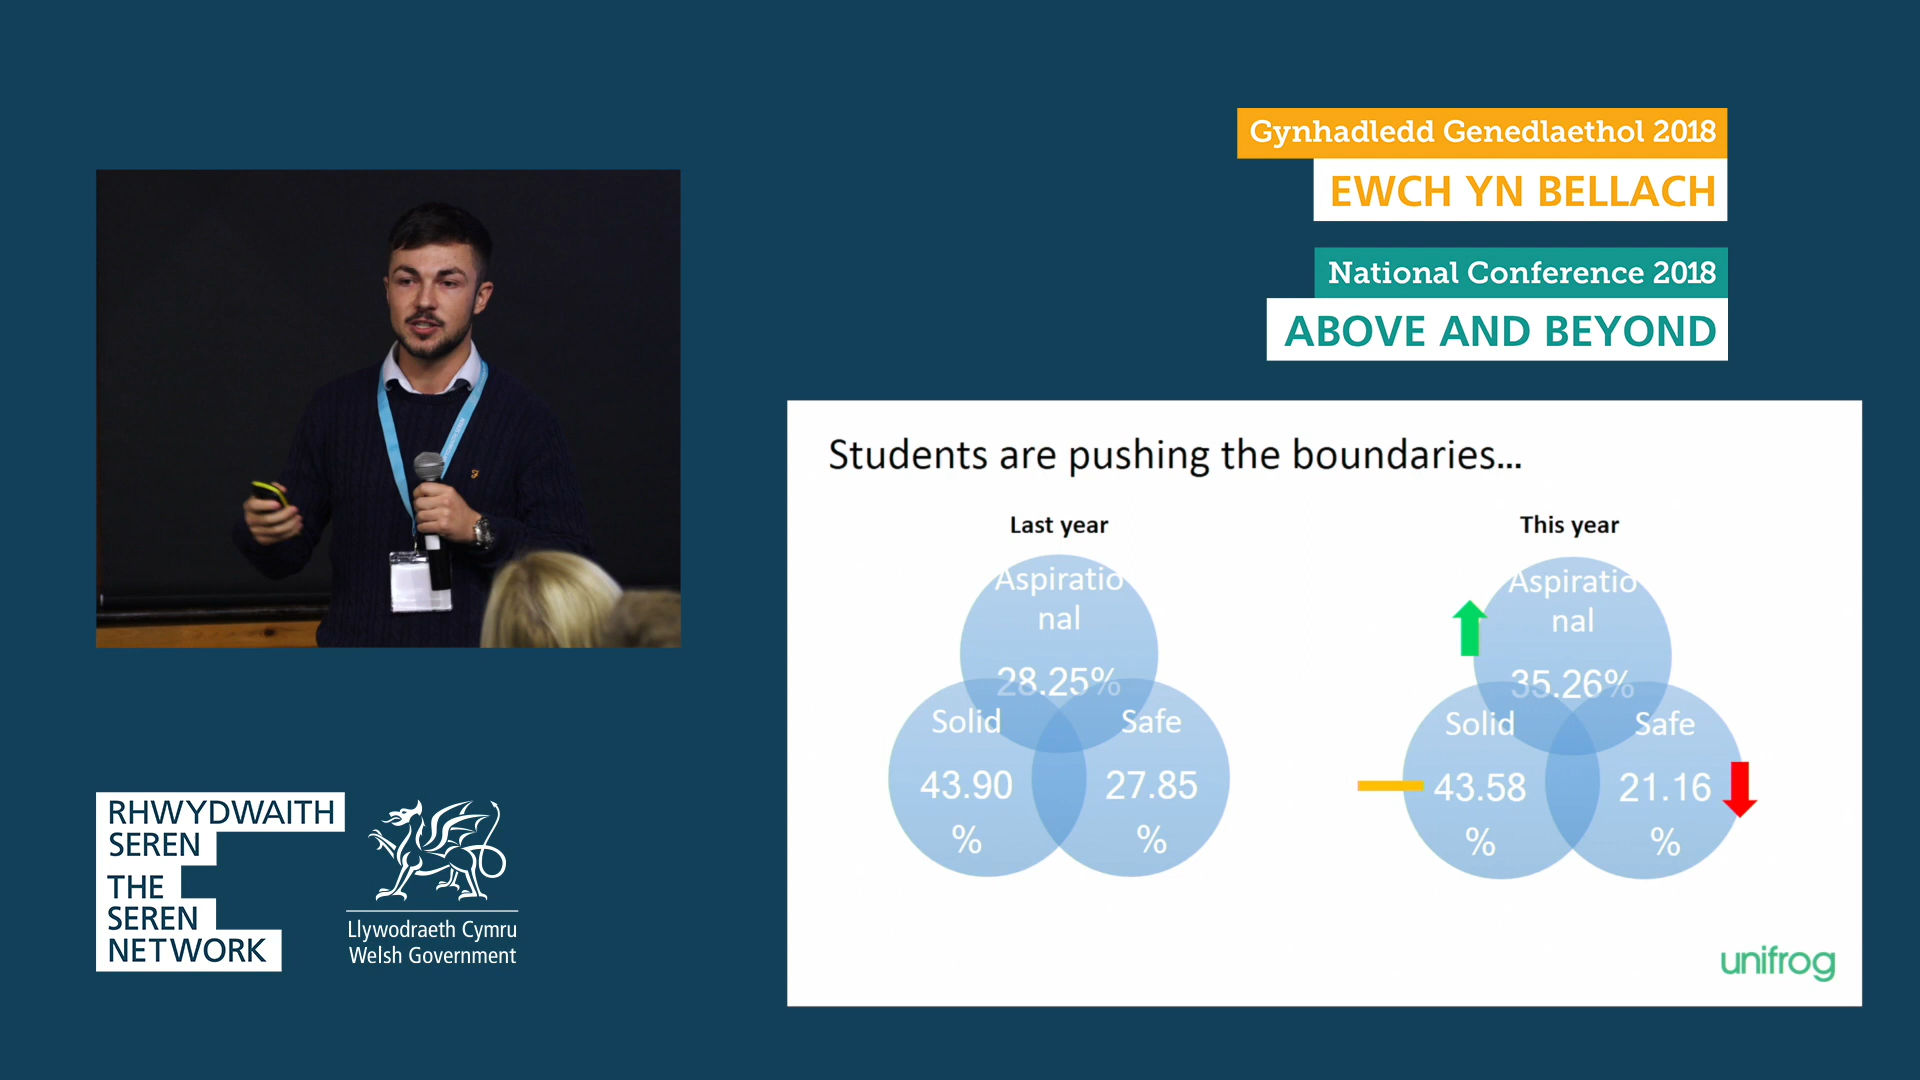 Gynhadledd Genedlaethol 2018
EWCH YN BELLACH
National Conference 2018
ABOVE AND BEYOND
Students are pushing the boundaries...
Last year
Aspiratio
nal
28.25%
Solid
43.90
%
Safe
27.85
%
This year
Aspiratio
nal
35.26%
Solid
43.58
%
Safe
21.16
%
unifrog
RHWYDWAITH
SEREN
THE
SEREN
NETWORK
Llywodraeth Cymru
Welsh Government